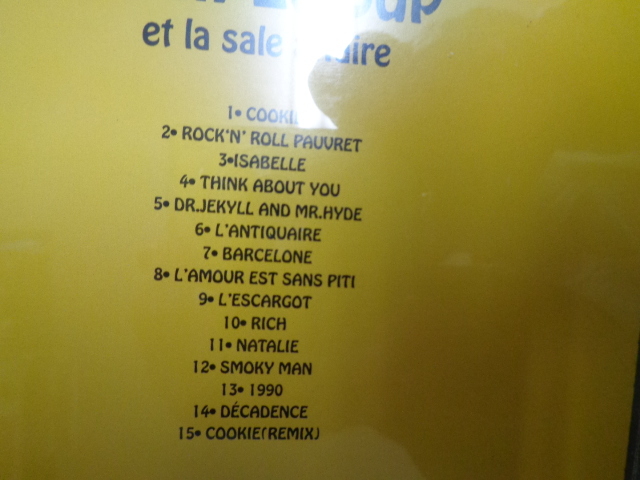 et la sale
1• COOKI
2• ROCK'N' ROLL PAUVRET
3•ISABELLE
4• THINK ABOUT YOU
5• DR.JEKYLL AND MR.HYDE
6• L'ANTIQUAIRE
7• BARCELONE
8• L'AMOUR EST SANS PITI
9• L'ESCARGOT
10• RICH
11• NATALIE
12• SMOKY MAN
13• 1990
14• DÉCADENCE
15• COOKIE(REMIX)